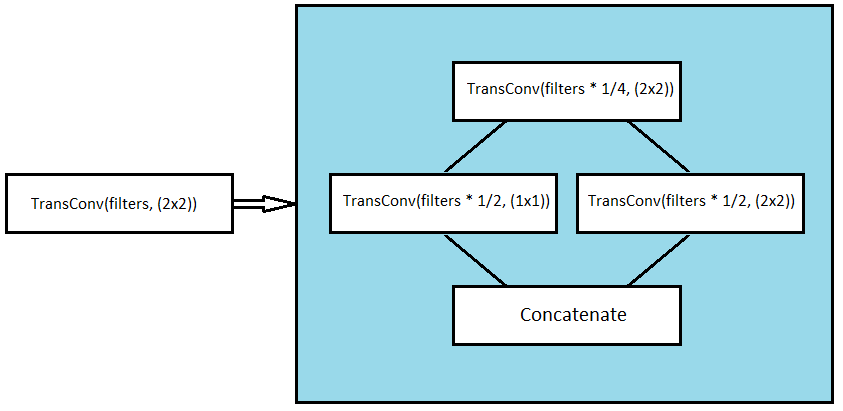 TransConv(filters * 1/4, (2x2))
TransConv(filters, (2x2))
TransConv(filters * 1/2, (1x1))
TransConv(filters * 1/2, (2x2))
Concatenate